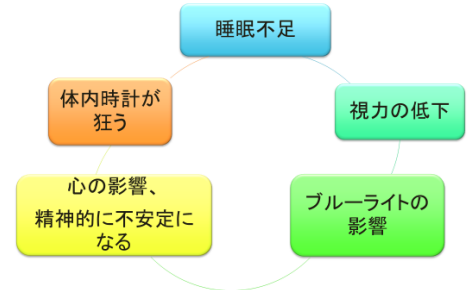 睡眠不足
体内時計が
狂う
視力の低下
心の影響、
精神的に不安定に
なる
ブルーライトの
影響